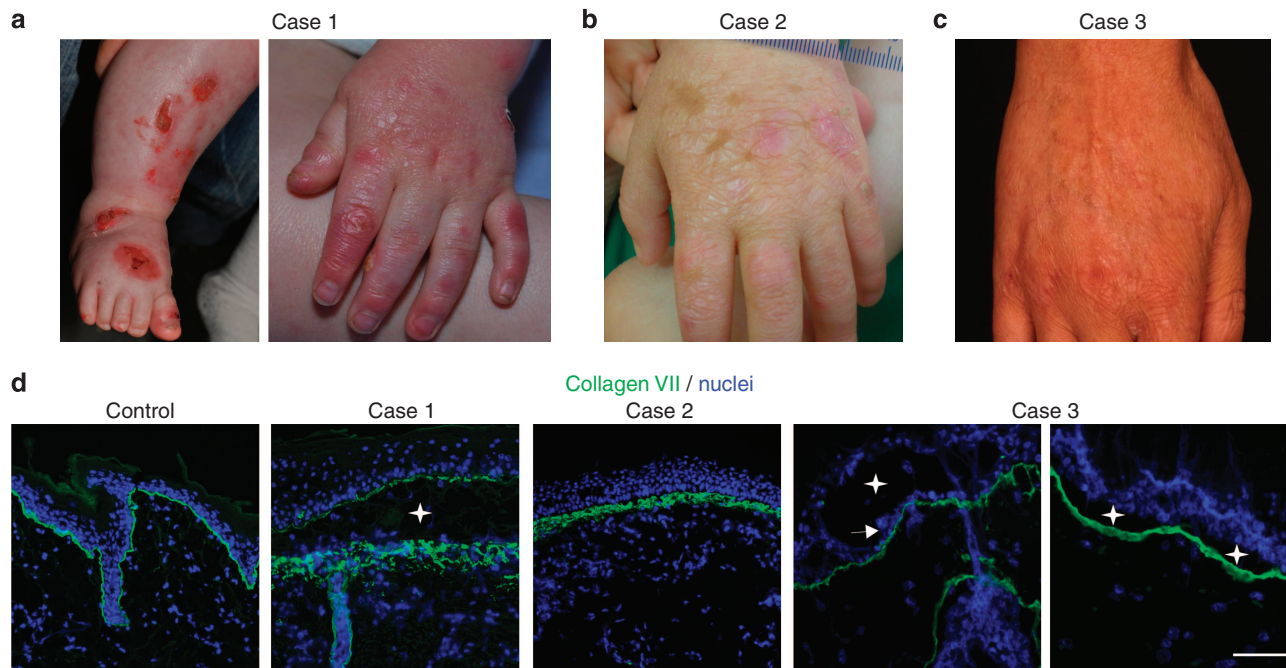 a
Case 1
b
Case 2
c
Case 3
d
Collagen VII / nuclei
Control
Case 1
Case 2
Case 3